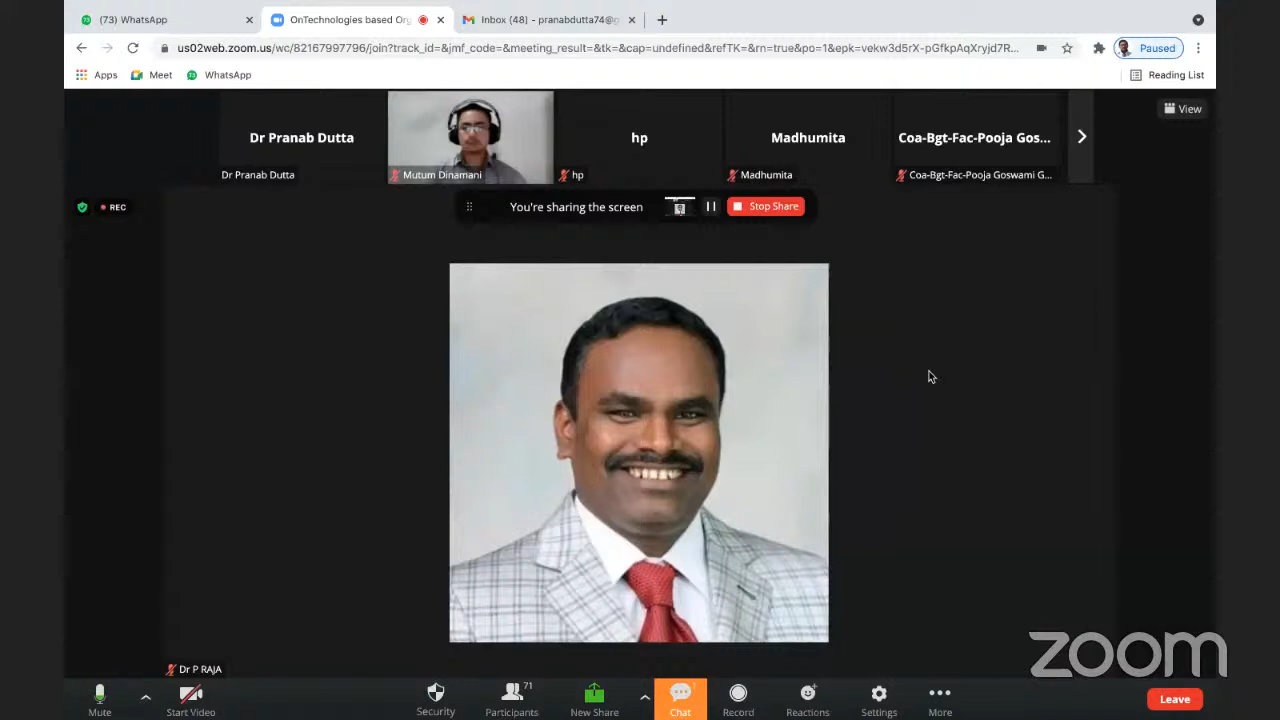 (73) WhatsApp
OnTechnologies based Org
Inbox (48) - pranabdutta74@g
us02web.zoom.us/wc/82167997796/join?track_id=&jmf_code=&meeting_result=&tk=&cap=undefined&refTK=&rn=true&po=1&epk=vekw3d5rX-pGfkpAqXryjd7R...
Paused
Apps
Meet
WhatsApp
Reading List
View
Dr Pranab Dutta
hp
Madhumita
Coa-Bgt-Fac-Pooja Gos...
Dr Pranab Dutta
Mutum Dinamani
hp
Madhumita
Coa-Bgt-Fac-Pooja Goswami G...
REC
You're sharing the screen
Stop Share
Dr P RAJA
zoom
Mute
Start Video
Security
71
Participants
New Share
1
Chat
Record
Reactions
Settings
More
Leave